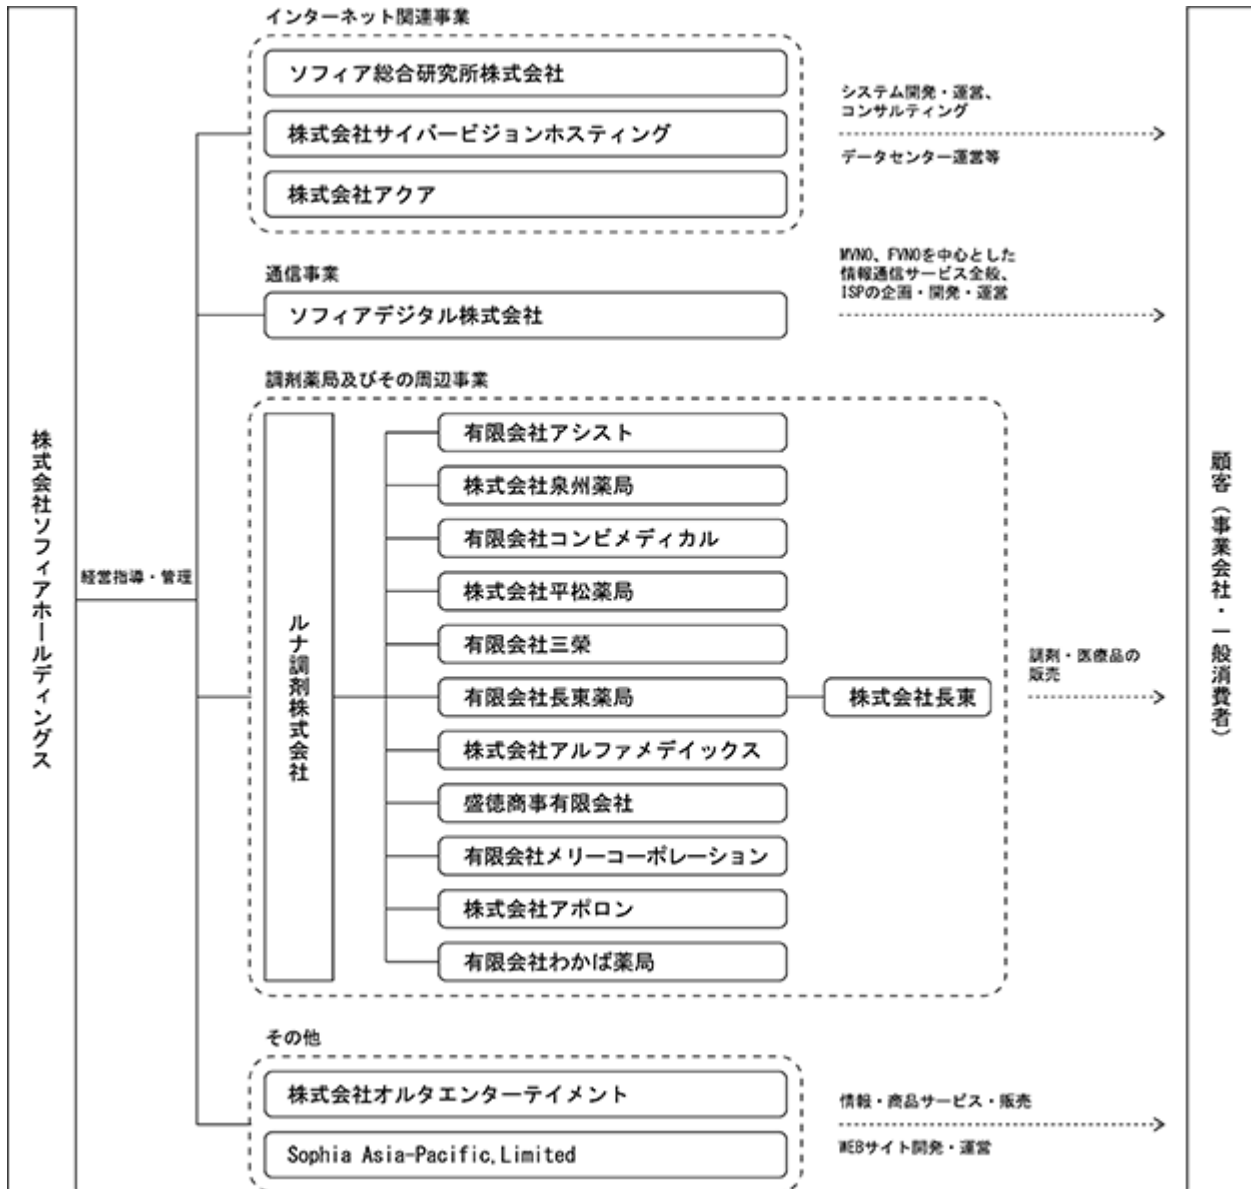 インターネット関連事業
ソフィア総合研究所株式会社
株式会社サイバービジョンホスティング
株式会社アクア
システム開発・運営、
コンサルティング
データセンター運営等
通信事業
ソフィアデジタル株式会社
MVNO、FVNOを中心とした
情報通信サービス全般、
ISPの企画・開発・運営
株式会社ソフィアホールディングス
経営指導・管理
調剤薬局及びその周辺事業
ルナ調剤株式会社
有限会社アシスト
株式会社泉州薬局
有限会社コンビメディカル
株式会社平松薬局
有限会社三榮
有限会社長東薬局
株式会社長東
株式会社アルファメデイックス
盛徳商事有限会社
有限会社メリーコーポレーション
株式会社アポロン
有限会社わかば薬局
調剤・医療品の
販売
顧客（事業会社・一般消費者）
その他
株式会社オルタエンターテイメント
Sophia Asia-Pacific,Limited
情報・商品サービス・販売
WEBサイト開発・運営